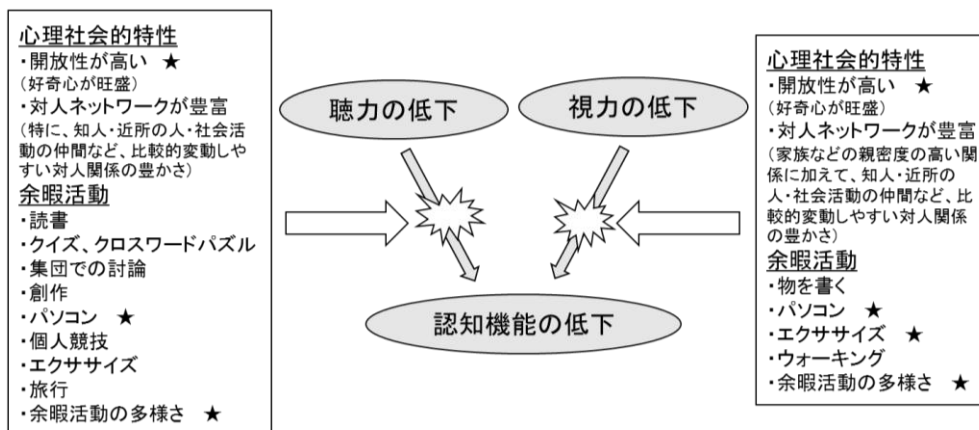 心理社会的特性
・開放性が高い ★
(好奇心が旺盛)
・対人ネットワークが豊富
(特に、知人・近所の人・社会活
動の仲間など、比較的変動しや
すい対人関係の豊かさ)
余暇活動
・読書
・クイズ、クロスワードパズル
・集団での討論
・創作
・パソコン ★
・個人競技
・エクササイズ
・旅行
・余暇活動の多様さ ★
聴力の低下
視力の低下
認知機能の低下
心理社会的特性
・開放性が高い ★
(好奇心が旺盛)
・対人ネットワークが豊富
(家族などの親密度の高い関
係に加えて、知人・近所の
人・社会活動の仲間など、比
較的変動しやすい対人関係
の豊かさ)
余暇活動
・物を書く
・パソコン ★
・エクササイズ ★
・ウォーキング
・余暇活動の多様さ ★